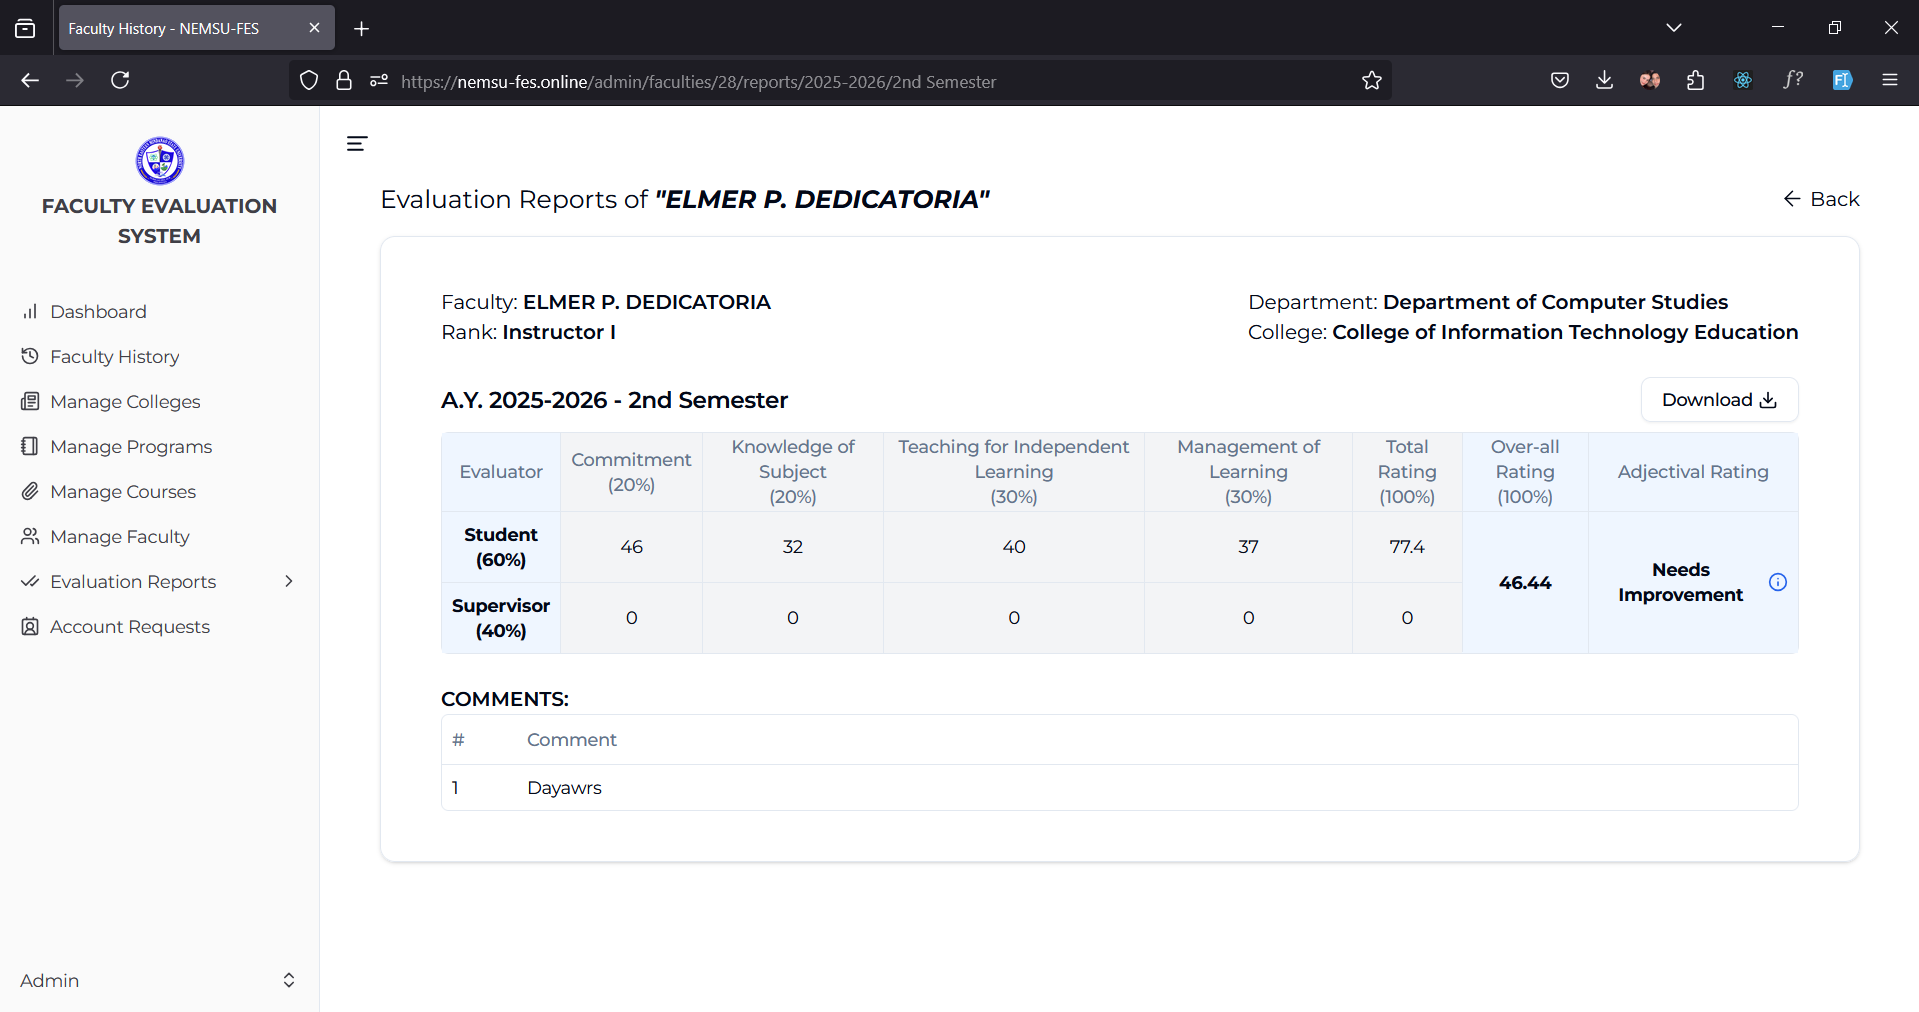 Faculty History - NEMSU-FES
https://nemsu-fes.online/admin/faculties/28/reports/2025-2026/2nd Semester
FACULTY EVALUATION
SYSTEM
Dashboard
Faculty History
Manage Colleges
Manage Programs
Manage Courses
Manage Faculty
Evaluation Reports
Account Requests
Admin
Evaluation Reports of "ELMER P. DEDICATORIA"
Back
Faculty: ELMER P. DEDICATORIA
Rank: Instructor I
Department: Department of Computer Studies
College: College of Information Technology Education
A.Y. 2025-2026 - 2nd Semester
Download
Evaluator
Commitment
(20%)
Knowledge of
Subject
(20%)
Teaching for Independent
Learning
(30%)
Management of
Learning
(30%)
Total
Rating
(100%)
Over-all
Rating
(100%)
Adjectival Rating
Student
(60%)
46
32
40
37
77.4
46.44
Needs
Improvement
Supervisor
(40%)
0
0
0
0
0
COMMENTS:
# Comment
1 Dayawrs